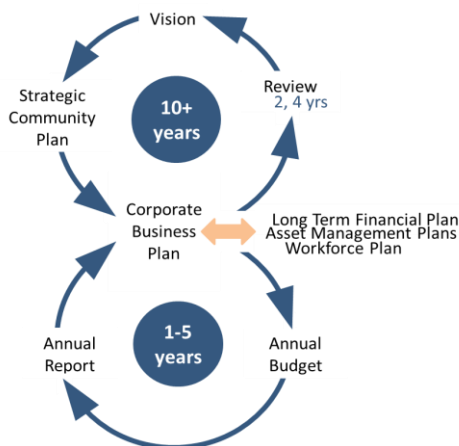 Vision
Strategic
Community
Plan
10+
years
Review
2, 4 yrs
Corporate
Business
Plan
Long Term Financial Plan
Asset Management Plans
Workforce Plan
1-5
years
Annual
Report
Annual
Budget